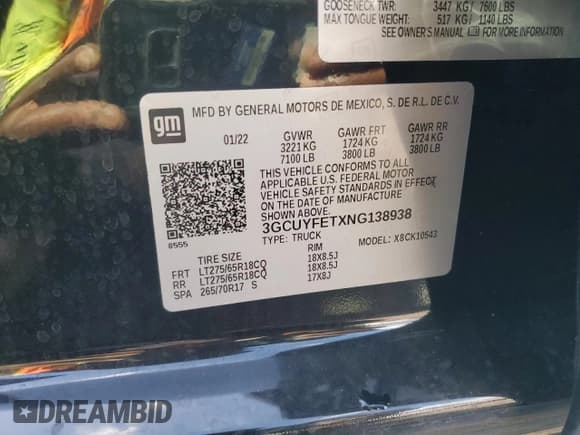 GOOSENECK TWR: 3447 KG/ 7600 LBS
MAX TONGUE WEIGHT: 517 KG/ 1140 LBS
SEE OWNER'S MANUAL FOR MORE INFORMATION
gm
MFD BY GENERAL MOTORS DE MEXICO, S. DE R.L. DE C.V.
01/22 GVWR GAWR FRT GAWR RR
3221 KG 1724 KG 1724 KG
7100 LB 3800 LB 3800 LB
THIS VEHICLE CONFORMS TO ALL
APPLICABLE U.S. FEDERAL MOTOR
VEHICLE SAFETY STANDARDS IN EFFECT
ON THE DATE OF MANUFACTURE
SHOWN ABOVE.
8555
3GCUYFETXNG138938
TYPE: TRUCK MODEL: X8CK10543
TIRE SIZE RIM
FRT LT275/65R18CQ 18X8.5J
RR LT275/65R18CQ 18X8.5J
SPA 265/70R17 S 17X8J
DREAMBID